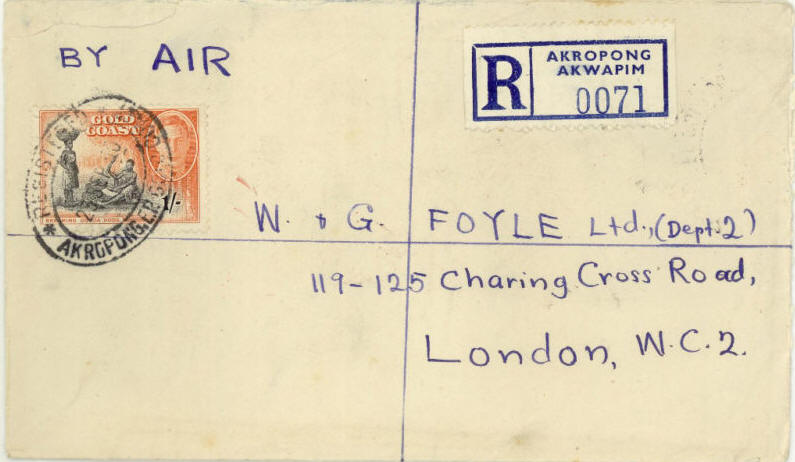 BY AIR
R
AKROPONG
AKWAPIM
0071
GOLD
COAST
1/-
REGISTERED
AKROPONG
W. & G. FOYLE Ltd., (Dept. 2)
119-125 Charing Cross Road,
London, W.C.2.